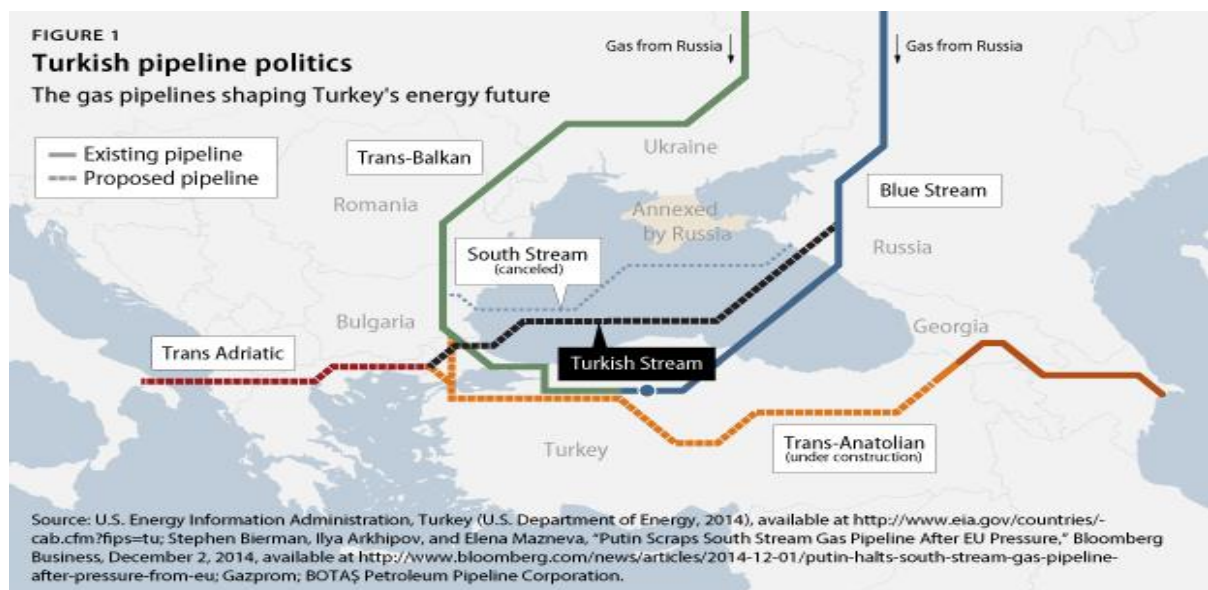 FIGURE 1
Turkish pipeline politics
The gas pipelines shaping Turkey's energy future
Existing pipeline
Proposed pipeline
Gas from Russia
Gas from Russia
Trans-Balkan
Ukraine
Blue Stream
Romania
Annexed
by Russia
South Stream
(canceled)
Russia
Bulgaria
Georgia
Trans Adriatic
Turkish Stream
Turkey
Trans-Anatolian
(under construction)
Source: U.S. Energy Information Administration, Turkey (U.S. Department of Energy, 2014), available at http://www.eia.gov/countries/-
cab.cfm?fips=tu; Stephen Bierman, Ilya Arkhipov, and Elena Mazneva, "Putin Scraps South Stream Gas Pipeline After EU Pressure," Bloomberg
Business, December 2, 2014, available at http://www.bloomberg.com/news/articles/2014-12-01/putin-halts-south-stream-gas-pipeline-
after-pressure-from-eu; Gazprom; BOTAŞ Petroleum Pipeline Corporation.